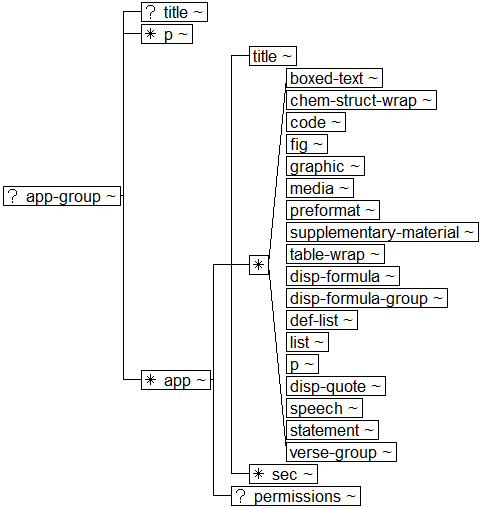 ? title ~
* p ~
title ~
boxed-text ~
chem-struct-wrap ~
code ~
fig ~
graphic ~
media ~
preformat ~
? app-group ~
supplementary-material ~
table-wrap ~
*
disp-formula ~
disp-formula-group ~
def-list ~
list ~
p ~
* app ~
disp-quote ~
speech ~
statement ~
verse-group ~
* sec ~
? permissions ~